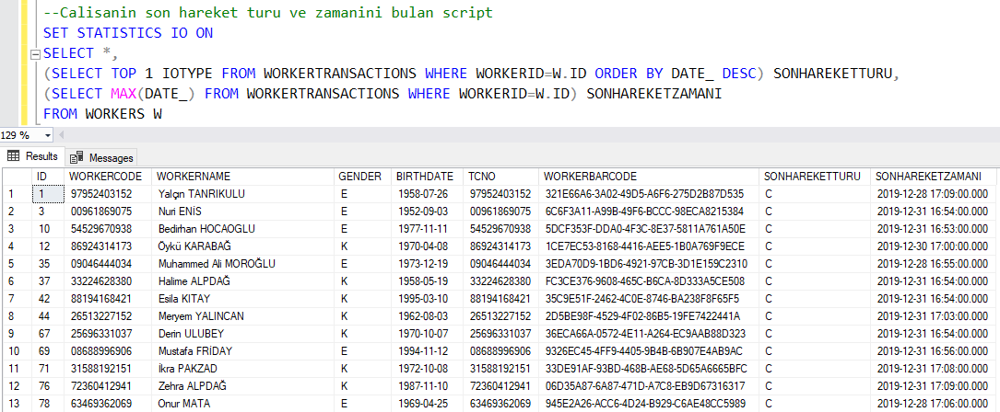 --Calisanin son hareket turu ve zamanini bulan script
SET STATISTICS IO ON
SELECT *,
(SELECT TOP 1 IOTYPE FROM WORKERTRANSACTIONS WHERE WORKERID=W.ID ORDER BY DATE_ DESC) SONHAREKETTURU,
(SELECT MAX(DATE_) FROM WORKERTRANSACTIONS WHERE WORKERID=W.ID) SONHAREKETZAMANI
FROM WORKERS W
129 %
Results Messages
ID WORKERCODE WORKERNAME GENDER BIRTHDATE TCNO WORKERBARCODE SONHAREKETTURU SONHAREKETZAMANI
1 1 97952403152 Yalçın TANRIKULU E 1958-07-26 97952403152 321E66A6-3A02-49D5-A6F6-275D2B87D535 C 2019-12-28 17:09:00.000
2 3 00961869075 Nuri ENİS E 1952-09-03 00961869075 6C6F3A11-A99B-49F6-BCCC-98ECA8215384 C 2019-12-31 16:54:00.000
3 10 54529670938 Bedirhan HOCAOGLU E 1977-11-11 54529670938 5DCF353F-DDA0-4F3C-8E37-5811A761A50E C 2019-12-31 16:53:00.000
4 12 86924314173 Öykü KARABAĞ K 1970-04-08 86924314173 1CE7EC53-8168-4416-AEE5-1B0A769F9ECE C 2019-12-30 17:00:00.000
5 35 09046444034 Muhammed Ali MOROĞLU E 1973-12-19 09046444034 3EDA70D9-1BD6-4921-97CB-3D1E159C2310 C 2019-12-28 16:55:00.000
6 37 33224628380 Halime ALPDAĞ K 1958-05-19 33224628380 FC3CE376-9608-465C-B6CA-8D333A5CE508 C 2019-12-31 16:54:00.000
7 42 88194168421 Esila KITAY K 1995-03-10 88194168421 35C9E51F-2462-4C0E-8746-BA238F8F65F5 C 2019-12-31 16:54:00.000
8 44 26513227152 Meryem YALINCAN K 1962-08-03 26513227152 2D5BE98F-4529-4F02-86B5-19FE7422441A C 2019-12-31 17:03:00.000
9 67 25696331037 Derin ULUBEY K 1970-10-07 25696331037 36ECA66A-0572-4E11-A264-EC9AAB88D323 C 2019-12-31 16:54:00.000
10 69 08688996906 Mustafa FRİDAY E 1994-11-12 08688996906 9326EC45-4FF9-4405-9B4B-6B907E4AB9AC C 2019-12-31 16:56:00.000
11 71 31588192151 İkra PAKZAD K 1972-10-08 31588192151 33DE91AF-93BD-468B-AE68-5D65A6665BFC C 2019-12-31 17:08:00.000
12 76 72360412941 Zehra ALPDAĞ K 1987-11-10 72360412941 06D35A87-6A87-471D-A7C8-EB9D67316317 C 2019-12-31 17:09:00.000
13 78 63469362069 Onur MATA E 1969-04-25 63469362069 945E2A26-ACC6-4D24-B929-C6AE48CC5989 C 2019-12-28 17:06:00.000